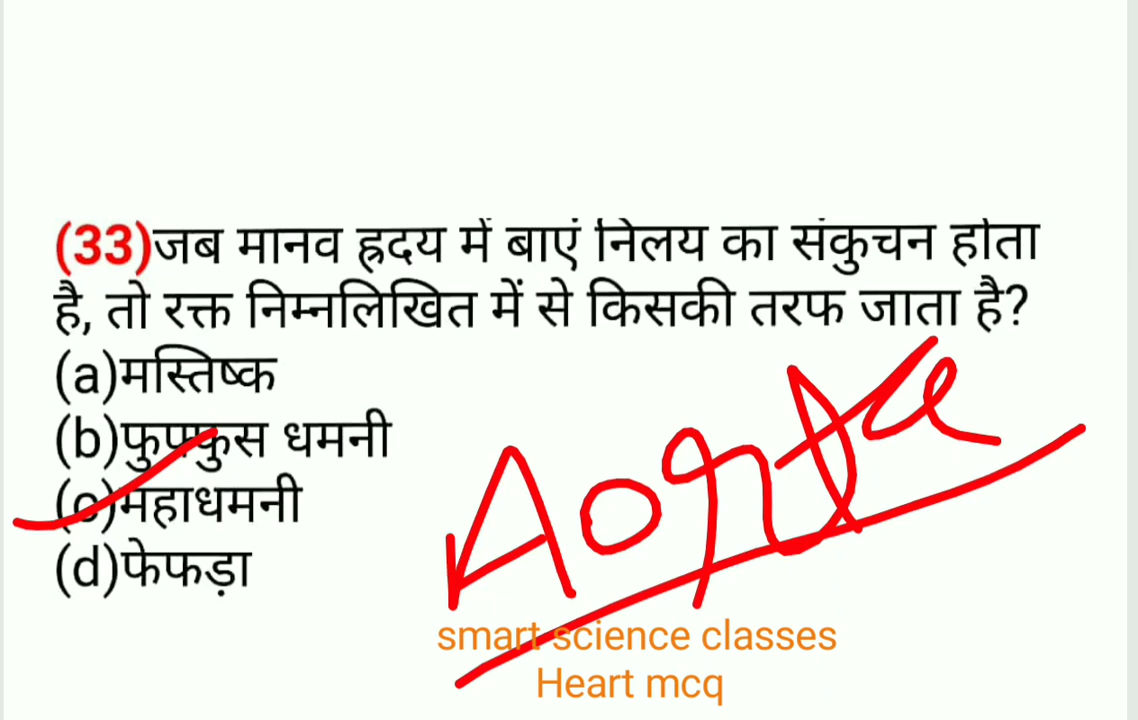 (33)जब मानव ह्रदय में बाएं निलय का संकुचन होता
है, तो रक्त निम्नलिखित में से किसकी तरफ जाता है?
(a)मस्तिष्क
(b)फुफ्फुस धमनी
(c)महाधमनी
(d)फेफड़ा
Aorta
smart science classes
Heart mcq